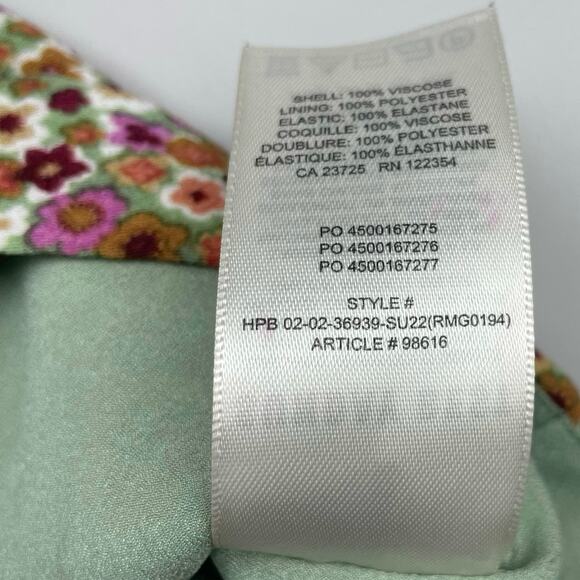 SHELL: 100% VISCOSE
LINING: 100% POLYESTER
ELASTIC: 100% ELASTANE
COQUILLE: 100% VISCOSE
DOUBLURE: 100% POLYESTER
ÉLASTIQUE: 100% ÉLASTHANNE
CA 23725 RN 122354
PO 4500167275
PO 4500167276
PO 4500167277
STYLE #
HPB 02-02-36939-SU22(RMG0194)
ARTICLE # 98616